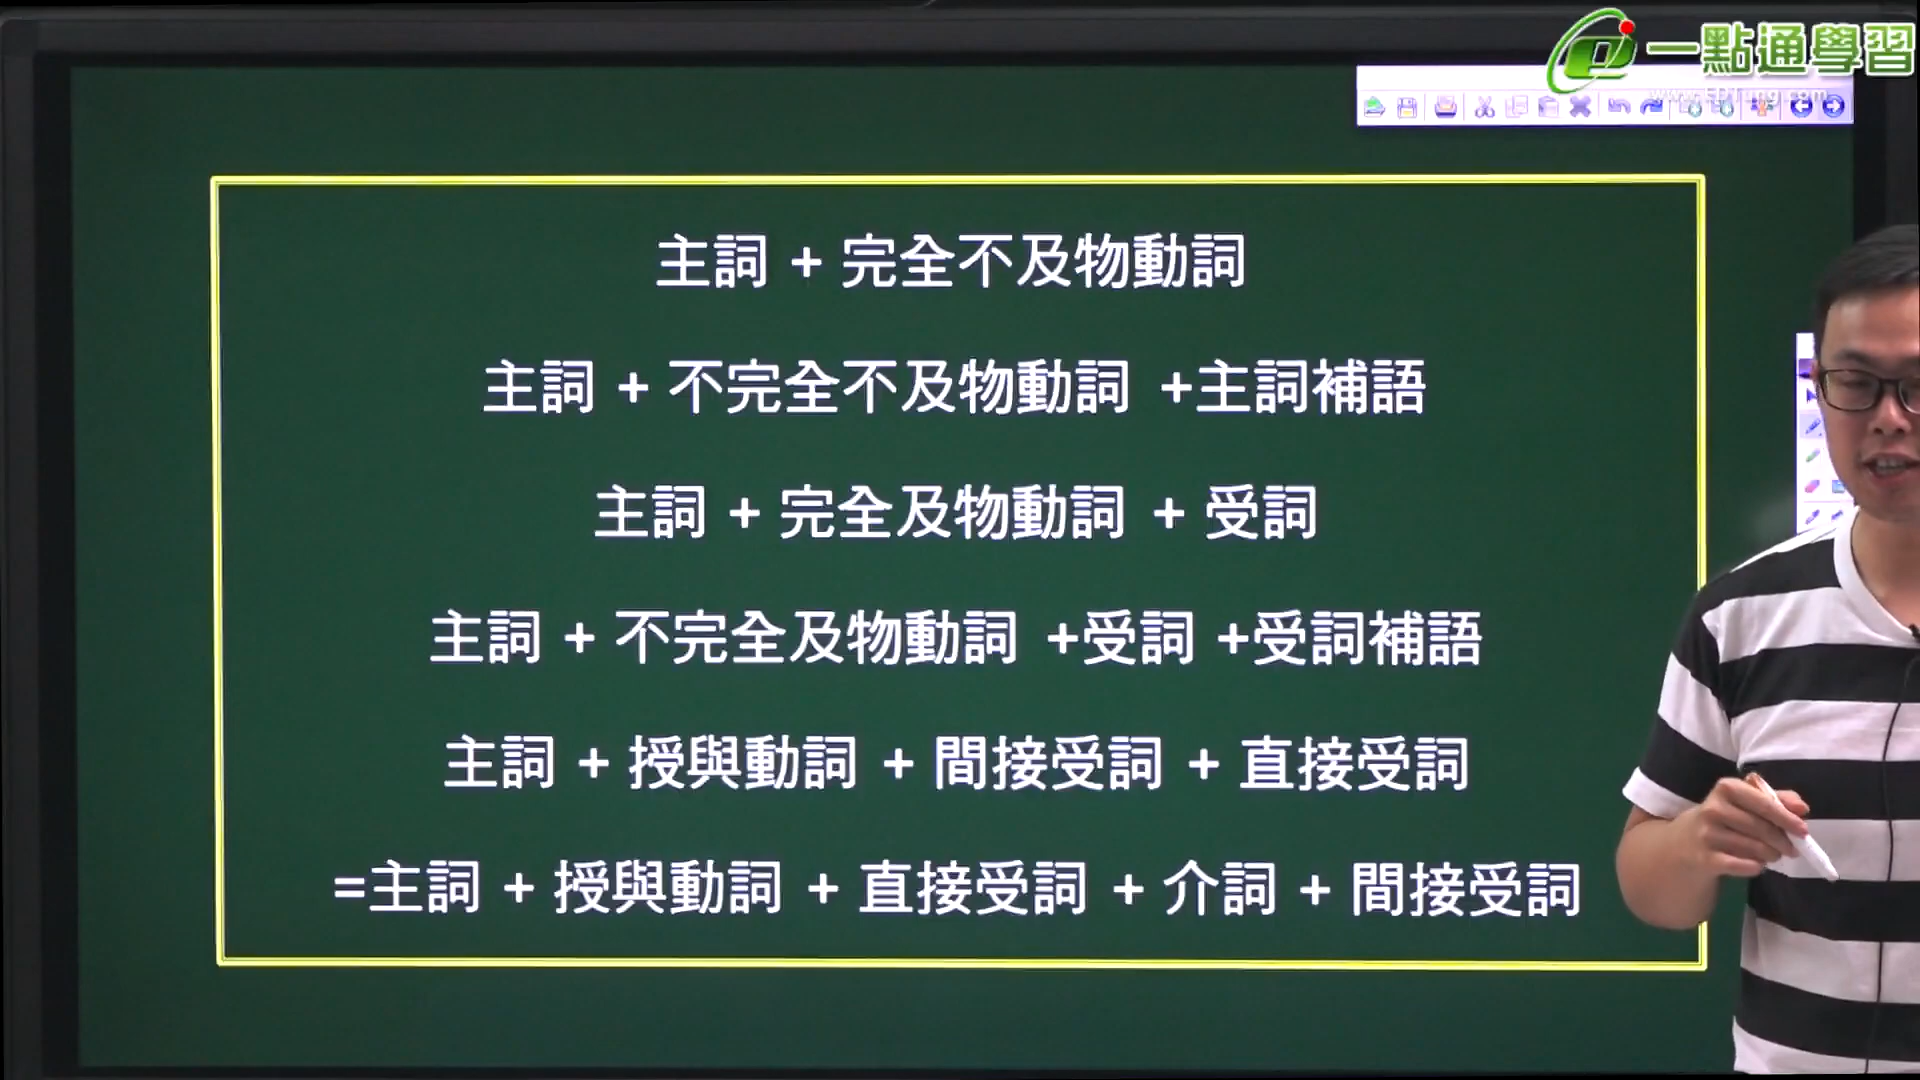 一點通學習
www.EDTung.com
主詞 + 完全不及物動詞
主詞 + 不完全不及物動詞 +主詞補語
主詞 + 完全及物動詞 + 受詞
主詞 + 不完全及物動詞 +受詞 +受詞補語
主詞 + 授與動詞 + 間接受詞 + 直接受詞
=主詞 + 授與動詞 + 直接受詞 + 介詞 + 間接受詞